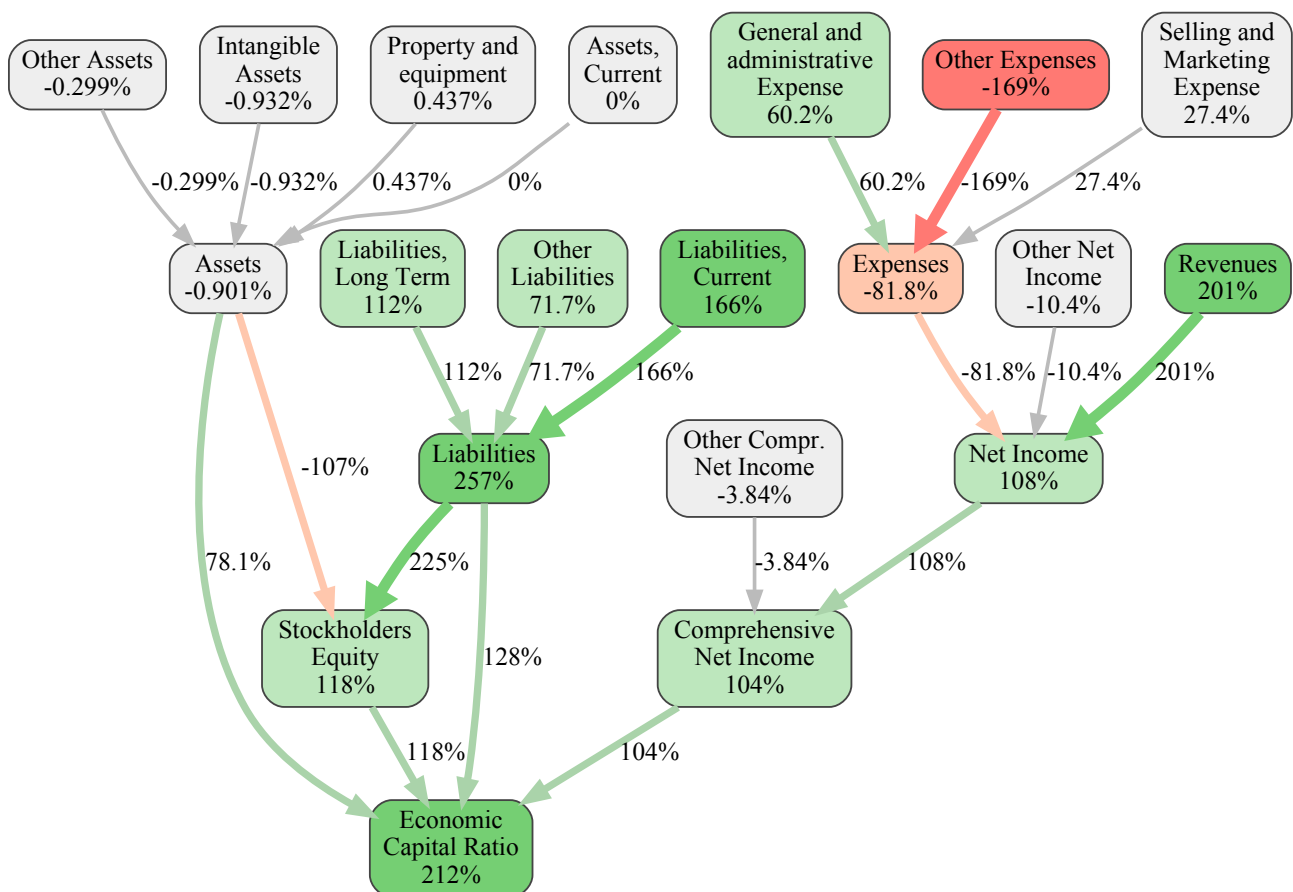 Other Assets
-0.299%
Intangible
Assets
-0.932%
Property and
equipment
0.437%
Assets,
Current
0%
General and
administrative
Expense
60.2%
Other Expenses
-169%
Selling and
Marketing
Expense
27.4%
-0.299%
-0.932%
0.437%
0%
60.2%
-169%
27.4%
Assets
-0.901%
Liabilities,
Long Term
112%
Other
Liabilities
71.7%
Liabilities,
Current
166%
Expenses
-81.8%
Other Net
Income
-10.4%
Revenues
201%
112%
71.7%
166%
-81.8%
-10.4%
201%
-107%
Liabilities
257%
Other Compr.
Net Income
-3.84%
Net Income
108%
78.1%
225%
-3.84%
108%
Stockholders
Equity
118%
128%
Comprehensive
Net Income
104%
118%
104%
Economic
Capital Ratio
212%